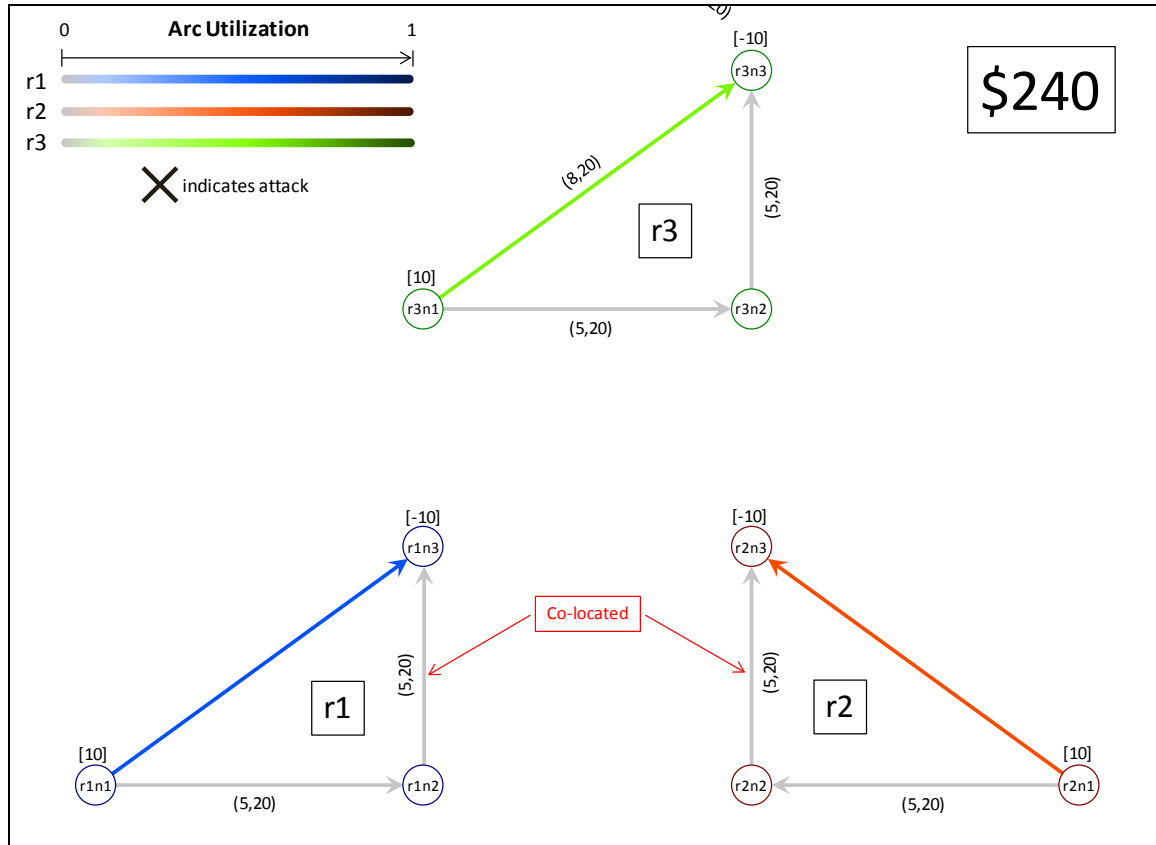 0 Arc Utilization 1
r1
r2
r3
indicates attack
20)
[-10]
r3n3
$240
(8,20)
(5,20)
r3
[10]
r3n1
r3n2
(5,20)
[-10]
r1n3
[-10]
r2n3
Co-located
(5,20)
(5,20)
r1
r2
[10]
r1n1
r1n2
r2n2
[10]
r2n1
(5,20)
(5,20)